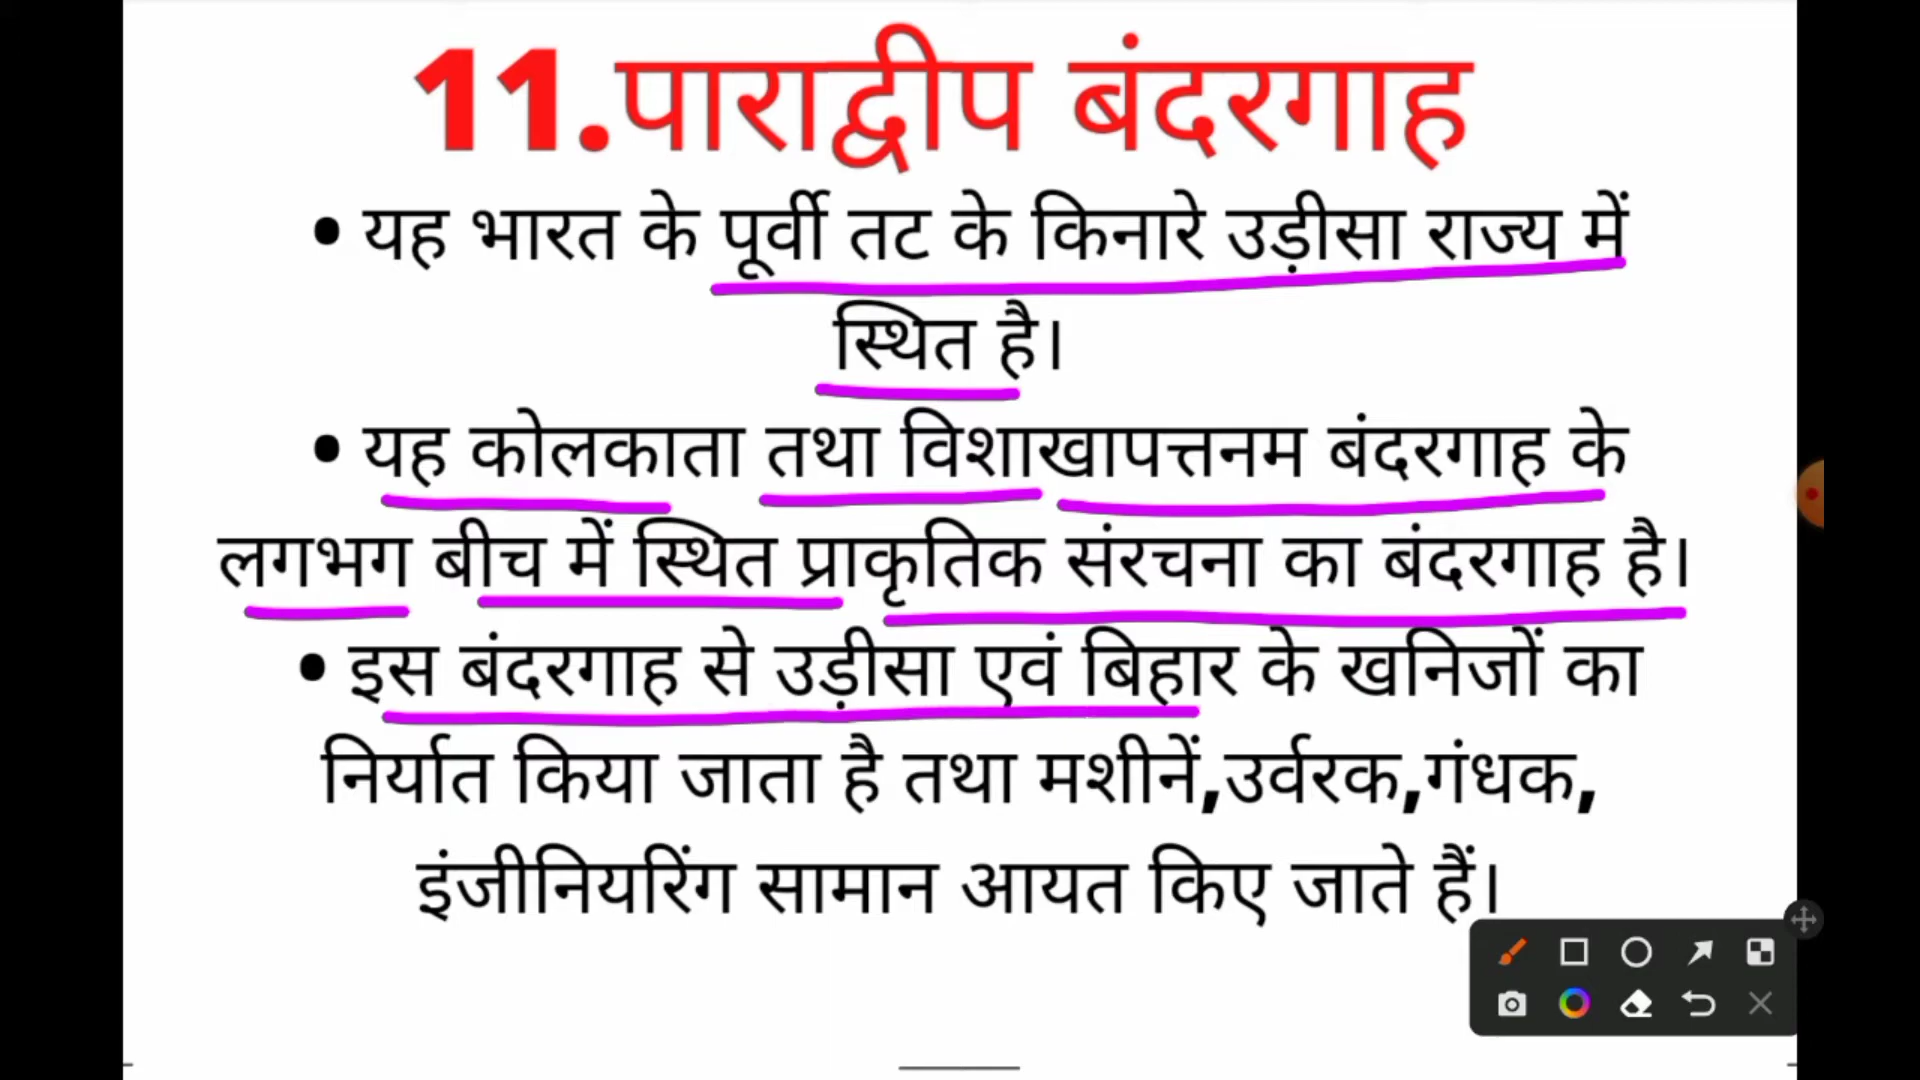 11.पाराद्वीप बंदरगाह
• यह भारत के पूर्वी तट के किनारे उड़ीसा राज्य में
स्थित है।
• यह कोलकाता तथा विशाखापत्तनम बंदरगाह के
लगभग बीच में स्थित प्राकृतिक संरचना का बंदरगाह है।
• इस बंदरगाह से उड़ीसा एवं बिहार के खनिजों का
निर्यात किया जाता है तथा मशीनें,उर्वरक,गंधक,
इंजीनियरिंग सामान आयत किए जाते हैं।